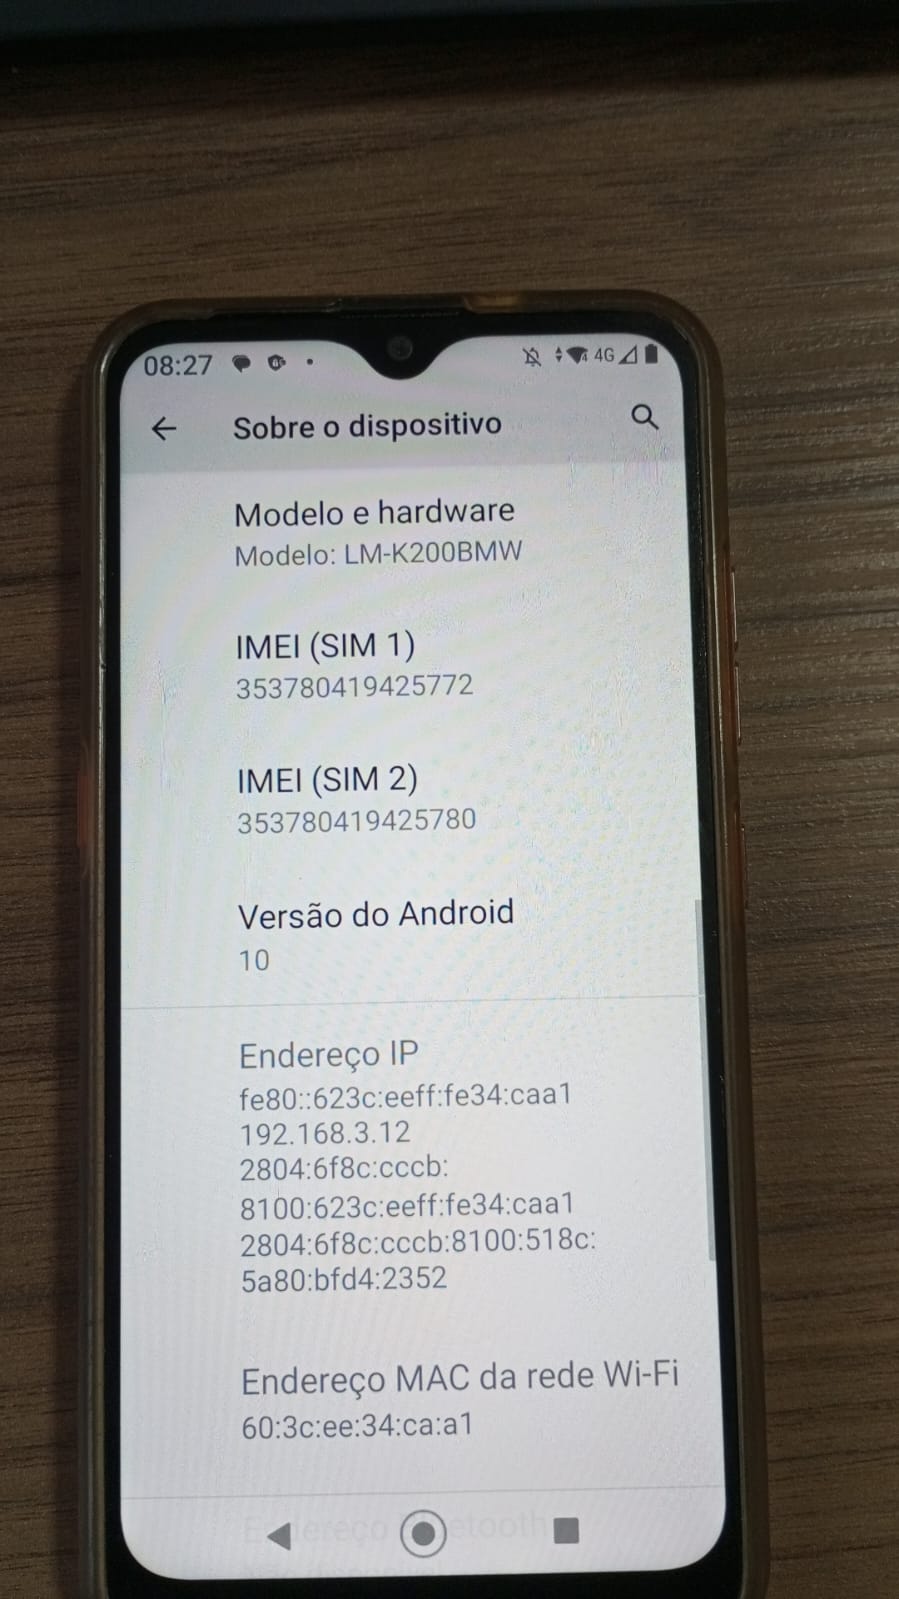 08:27
4G
Sobre o dispositivo
Modelo e hardware
Modelo: LM-K200BMW
IMEI (SIM 1)
353780419425772
IMEI (SIM 2)
353780419425780
Versão do Android
10
Endereço IP
fe80::623c:eeff:fe34:caa1
192.168.3.12
2804:6f8c:cccb:
8100:623c:eeff:fe34:caa1
2804:6f8c:cccb:8100:518c:
5a80:bfd4:2352
Endereço MAC da rede Wi-Fi
60:3c:ee:34:ca:a1
Endereço Bluetooth